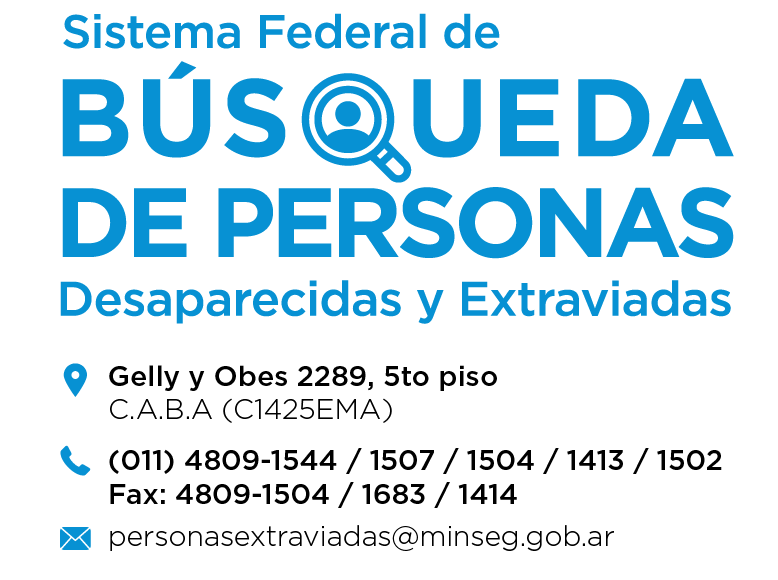 Sistema Federal de
BÚSQUEDA
DE PERSONAS
Desaparecidas y Extraviadas
Gelly y Obes 2289, 5to piso
C.A.B.A (C1425EMA)
(011) 4809-1544 / 1507 / 1504 / 1413 / 1502
Fax: 4809-1504 / 1683 / 1414
personasextraviadas@minseg.gob.ar